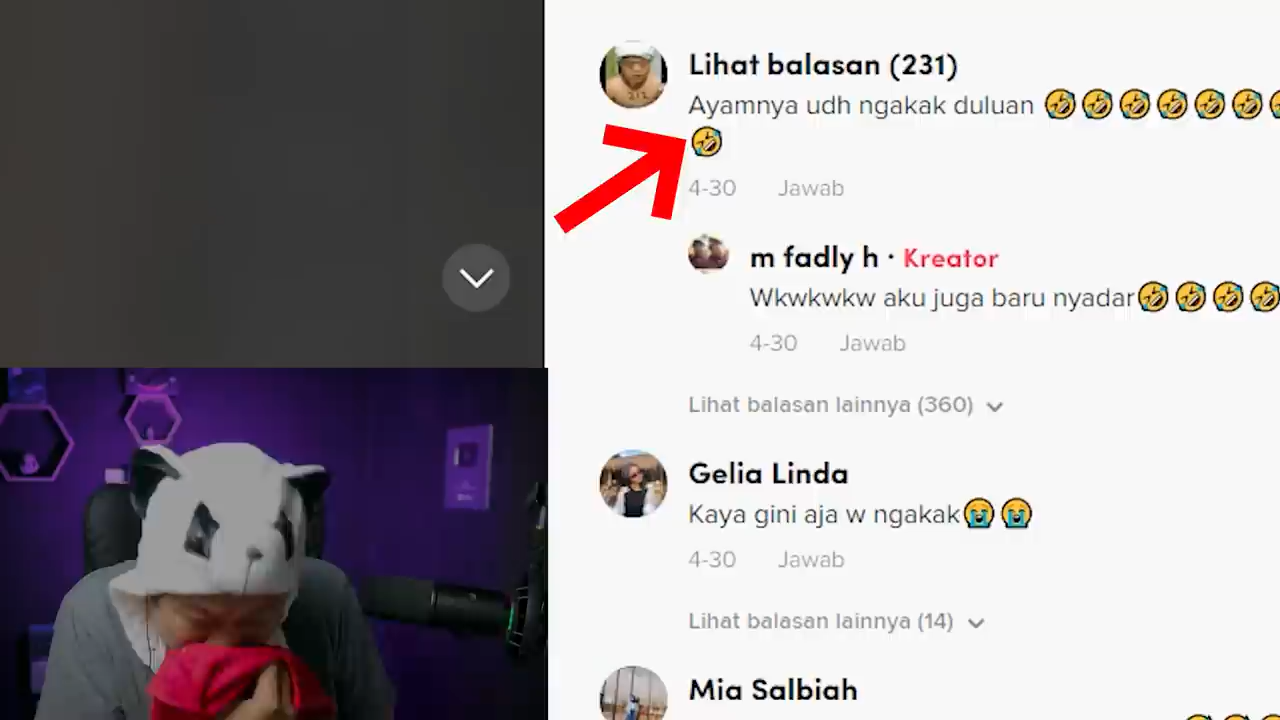 Lihat balasan (231)
Ayamnya udh ngakak duluan 🤣🤣🤣🤣🤣🤣🤣
🤣
4-30 Jawab
m fadly h · Kreator
Wkwkwkw aku juga baru nyadar🤣🤣🤣🤣
4-30 Jawab
Lihat balasan lainnya (360)
Gelia Linda
Kaya gini aja w ngakak😭😭
4-30 Jawab
Lihat balasan lainnya (14)
Mia Salbiah